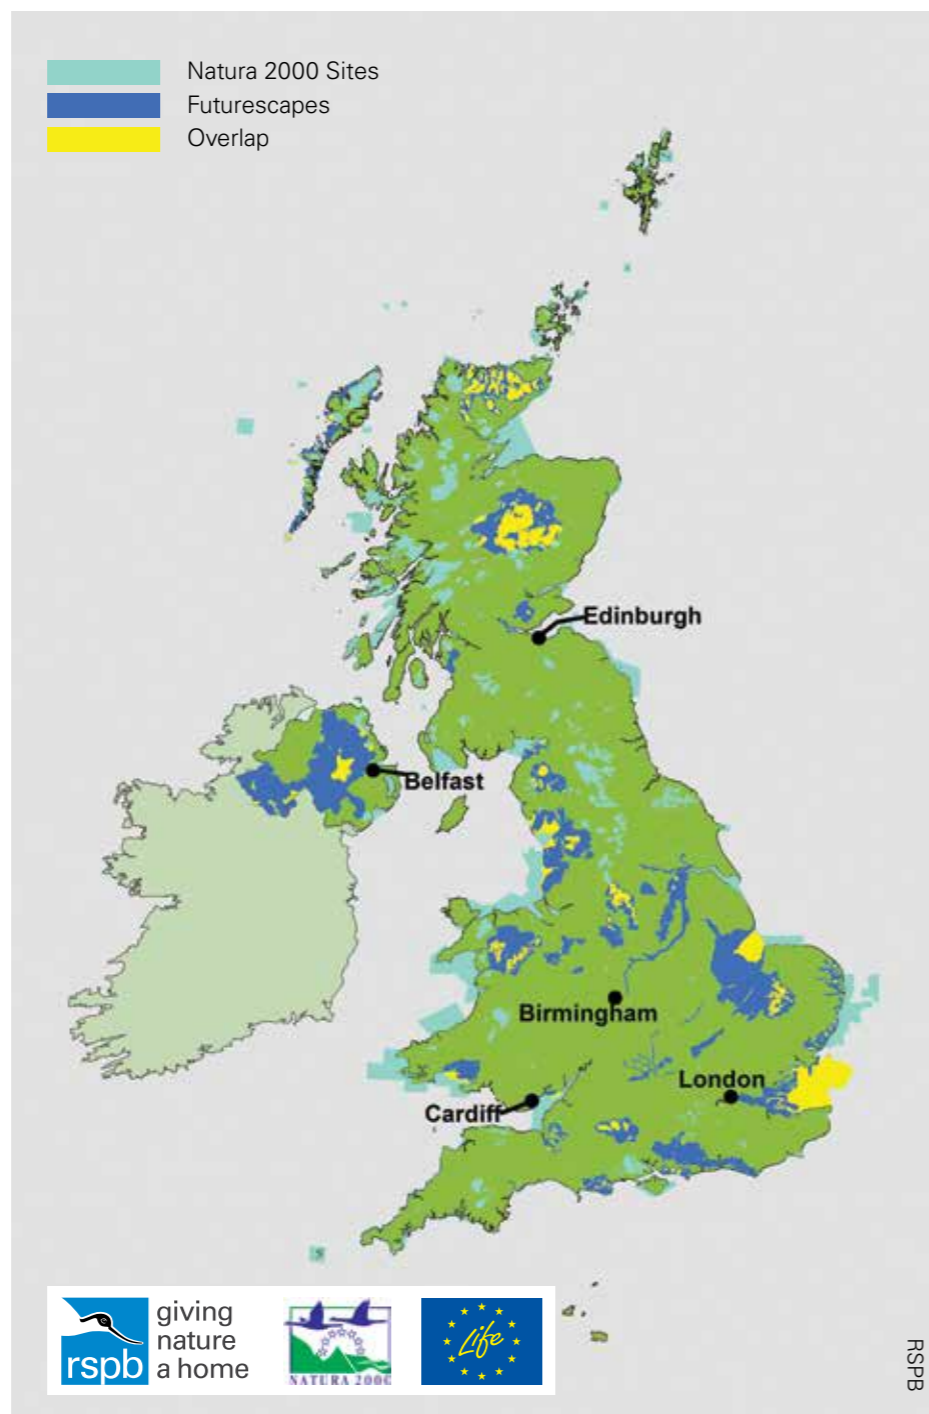 Natura 2000 Sites
Futurescapes
Overlap
Edinburgh
Belfast
Birmingham
London
Cardiff
giving
nature
a home
rspb
NATURA 2000
Life
RSPB